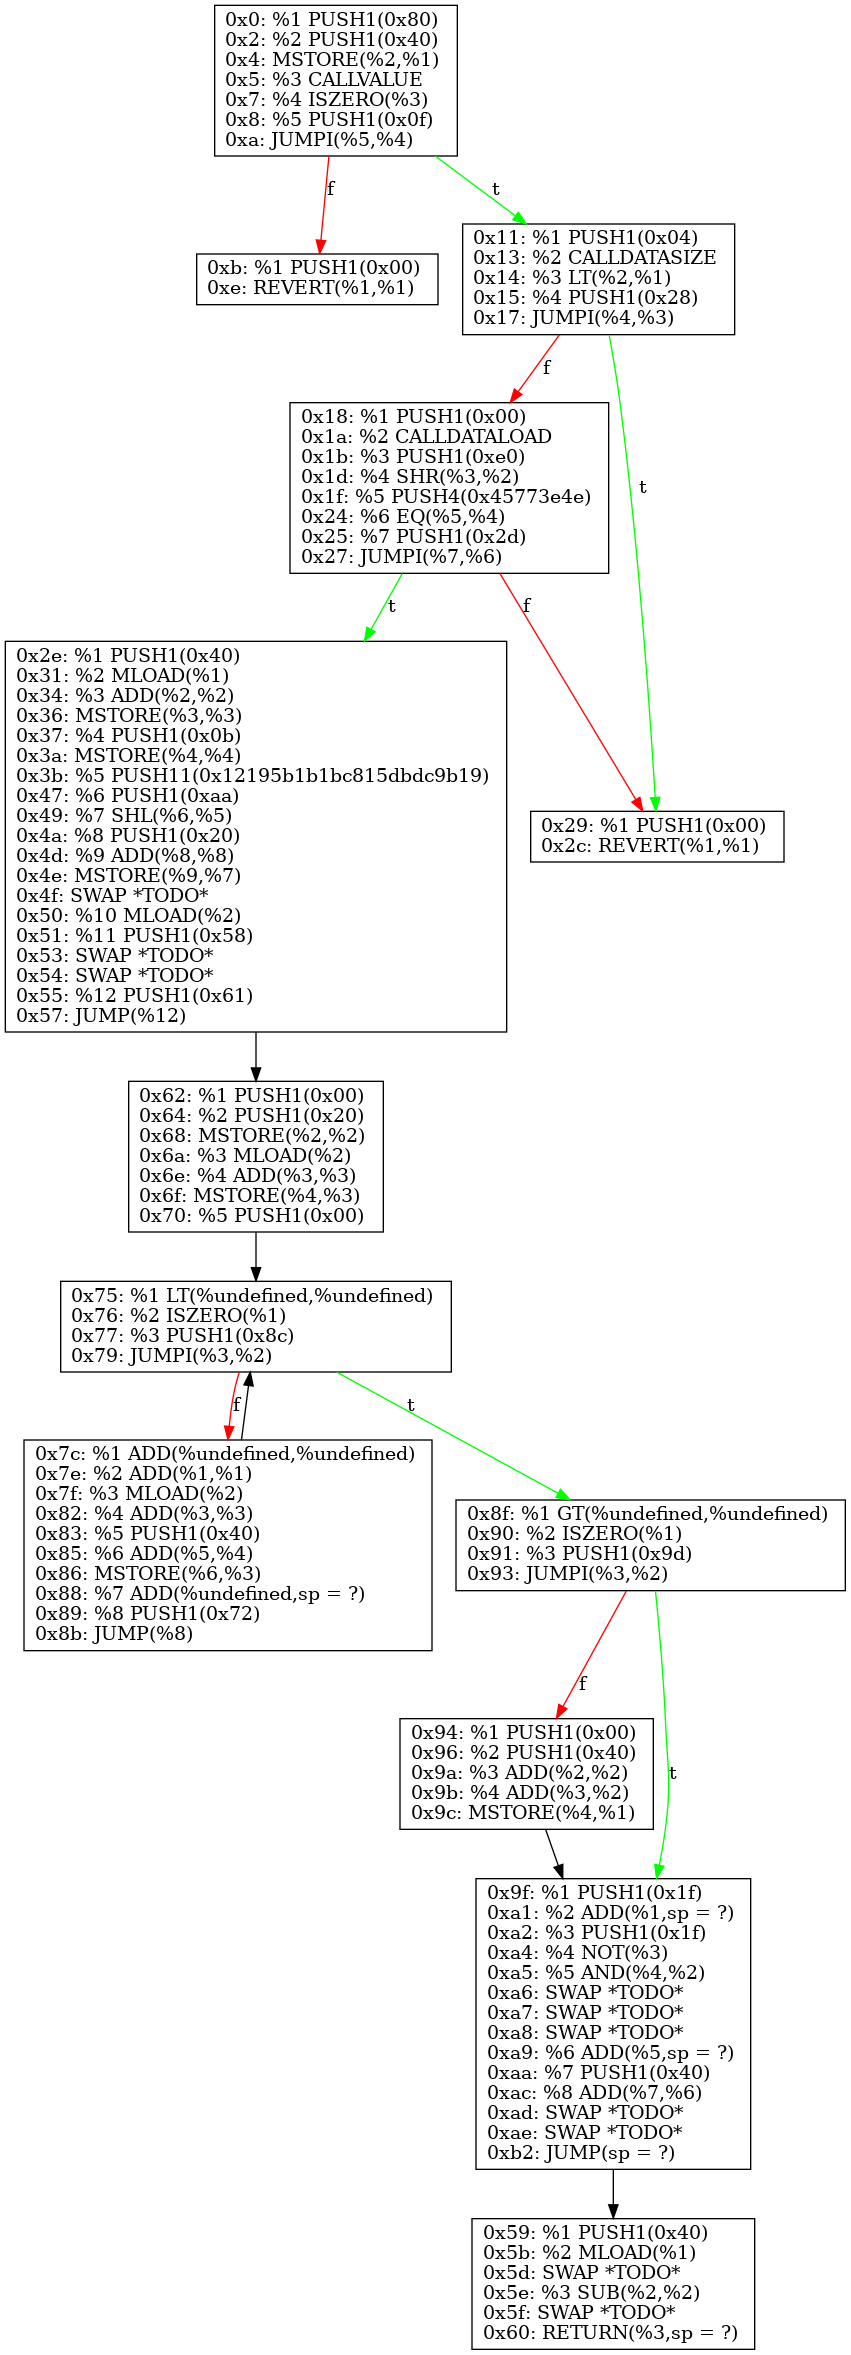 0x0: %1 PUSH1(0x80)
0x2: %2 PUSH1(0x40)
0x4: MSTORE(%2,%1)
0x5: %3 CALLVALUE
0x7: %4 ISZERO(%3)
0x8: %5 PUSH1(0x0f)
0xa: JUMPI(%5,%4)
f
t
0xb: %1 PUSH1(0x00)
0xe: REVERT(%1,%1)
0x11: %1 PUSH1(0x04)
0x13: %2 CALLDATASIZE
0x14: %3 LT(%2,%1)
0x15: %4 PUSH1(0x28)
0x17: JUMPI(%4,%3)
f
t
0x18: %1 PUSH1(0x00)
0x1a: %2 CALLDATALOAD
0x1b: %3 PUSH1(0xe0)
0x1d: %4 SHR(%3,%2)
0x1f: %5 PUSH4(0x45773e4e)
0x24: %6 EQ(%5,%4)
0x25: %7 PUSH1(0x2d)
0x27: JUMPI(%7,%6)
t
f
0x2e: %1 PUSH1(0x40)
0x31: %2 MLOAD(%1)
0x34: %3 ADD(%2,%2)
0x36: MSTORE(%3,%3)
0x37: %4 PUSH1(0x0b)
0x3a: MSTORE(%4,%4)
0x3b: %5 PUSH11(0x12195b1b1bc815dbdc9b19)
0x47: %6 PUSH1(0xaa)
0x49: %7 SHL(%6,%5)
0x4a: %8 PUSH1(0x20)
0x4d: %9 ADD(%8,%8)
0x4e: MSTORE(%9,%7)
0x4f: SWAP *TODO*
0x50: %10 MLOAD(%2)
0x51: %11 PUSH1(0x58)
0x53: SWAP *TODO*
0x54: SWAP *TODO*
0x55: %12 PUSH1(0x61)
0x57: JUMP(%12)
0x29: %1 PUSH1(0x00)
0x2c: REVERT(%1,%1)
0x62: %1 PUSH1(0x00)
0x64: %2 PUSH1(0x20)
0x68: MSTORE(%2,%2)
0x6a: %3 MLOAD(%2)
0x6e: %4 ADD(%3,%3)
0x6f: MSTORE(%4,%3)
0x70: %5 PUSH1(0x00)
0x75: %1 LT(%undefined,%undefined)
0x76: %2 ISZERO(%1)
0x77: %3 PUSH1(0x8c)
0x79: JUMPI(%3,%2)
f
t
0x7c: %1 ADD(%undefined,%undefined)
0x7e: %2 ADD(%1,%1)
0x7f: %3 MLOAD(%2)
0x82: %4 ADD(%3,%3)
0x83: %5 PUSH1(0x40)
0x85: %6 ADD(%5,%4)
0x86: MSTORE(%6,%3)
0x88: %7 ADD(%undefined,sp = ?)
0x89: %8 PUSH1(0x72)
0x8b: JUMP(%8)
0x8f: %1 GT(%undefined,%undefined)
0x90: %2 ISZERO(%1)
0x91: %3 PUSH1(0x9d)
0x93: JUMPI(%3,%2)
f
t
0x94: %1 PUSH1(0x00)
0x96: %2 PUSH1(0x40)
0x9a: %3 ADD(%2,%2)
0x9b: %4 ADD(%3,%2)
0x9c: MSTORE(%4,%1)
0x9f: %1 PUSH1(0x1f)
0xa1: %2 ADD(%1,sp = ?)
0xa2: %3 PUSH1(0x1f)
0xa4: %4 NOT(%3)
0xa5: %5 AND(%4,%2)
0xa6: SWAP *TODO*
0xa7: SWAP *TODO*
0xa8: SWAP *TODO*
0xa9: %6 ADD(%5,sp = ?)
0xaa: %7 PUSH1(0x40)
0xac: %8 ADD(%7,%6)
0xad: SWAP *TODO*
0xae: SWAP *TODO*
0xb2: JUMP(sp = ?)
0x59: %1 PUSH1(0x40)
0x5b: %2 MLOAD(%1)
0x5d: SWAP *TODO*
0x5e: %3 SUB(%2,%2)
0x5f: SWAP *TODO*
0x60: RETURN(%3,sp = ?)